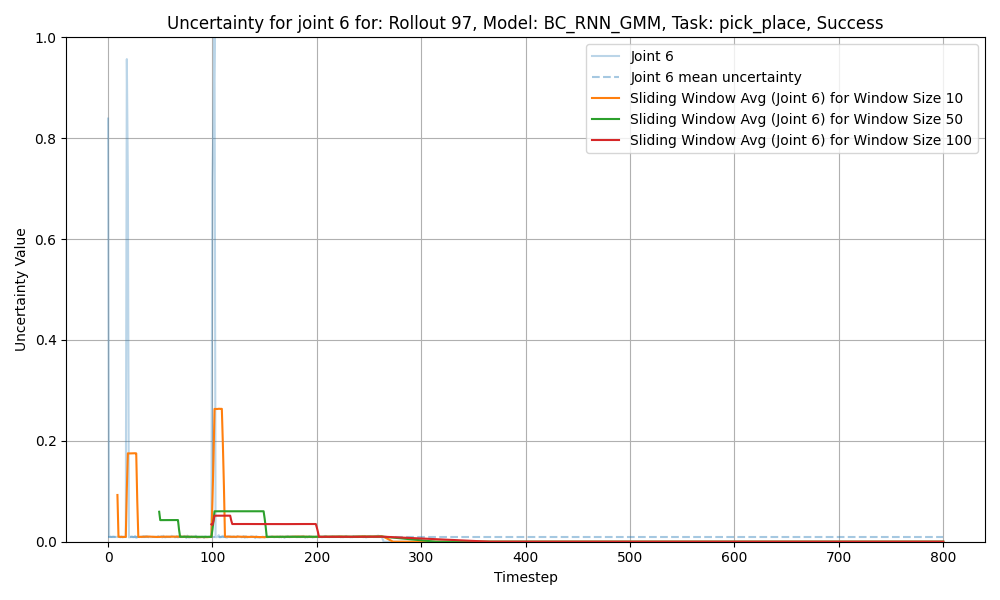 Uncertainty for joint 6 for: Rollout 97, Model: BC_RNN_GMM, Task: pick_place, Success
Uncertainty Value
1.0
0.8
0.6
0.4
0.2
0.0
Joint 6
Joint 6 mean uncertainty
Sliding Window Avg (Joint 6) for Window Size 10
Sliding Window Avg (Joint 6) for Window Size 50
Sliding Window Avg (Joint 6) for Window Size 100
0 100 200 300 400 500 600 700 800
Timestep